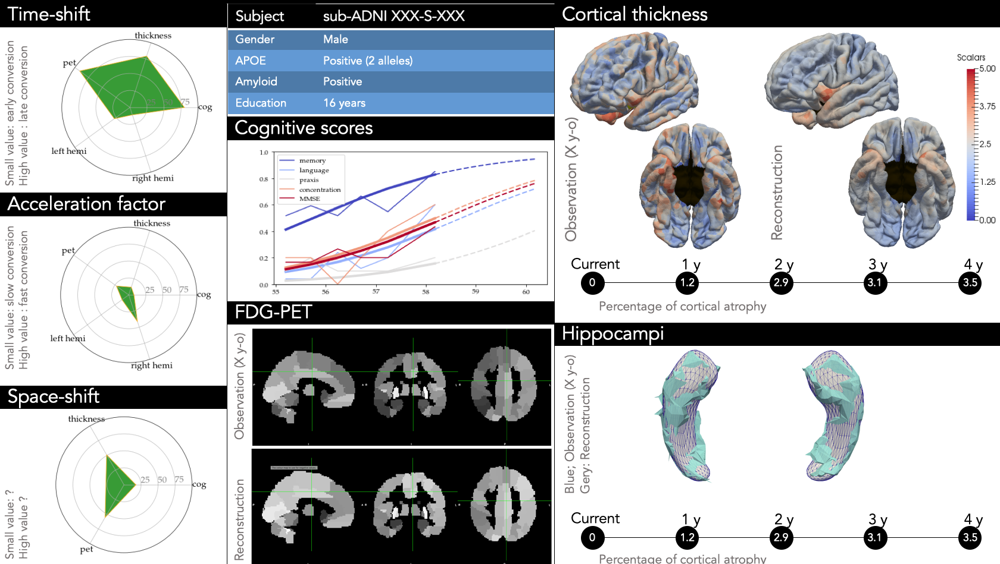 Time-shift
Small value: early conversion
High value : late conversion
thickness
pet
25 50 75
cog
left hemi
right hemi
Acceleration factor
Small value: slow conversion
High value : fast conversion
thickness
pet
25 50 75
cog
left hemi
right hemi
Space-shift
Small value: ?
High value ?
thickness
25 50 75
cog
pet
Subject sub-ADNI XXX-S-XXX
Gender Male
APOE Positive (2 alleles)
Amyloid Positive
Education 16 years
Cognitive scores
1.0
0.8
0.6
0.4
0.2
0.0
memory
language
praxis
concentration
MMSE
55 56 57 58 59 60
FDG-PET
Observation (X y-o)
Reconstruction
Cortical thickness
Observation (X y-o)
Reconstruction
Scalars
5.00
3.75
2.5
1.25
0.00
Current 1 y 2 y 3 y 4 y
0 1.2 2.9 3.1 3.5
Percentage of cortical atrophy
Hippocampi
Blue; Observation (X y-o)
Gery: Reconstruction
Current 1 y 2 y 3 y 4 y
0 1.2 2.9 3.1 3.5
Percentage of cortical atrophy